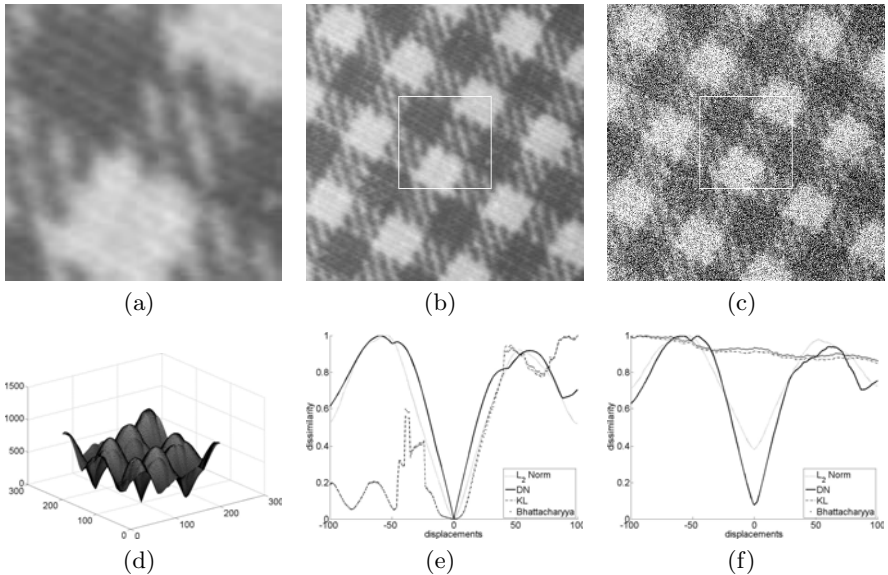 (a)
(b)
(c)
1500
1000
500
0
300
200
100
0
0
100
200
300
(d)
dissimilarity
1
0.8
0.6
0.4
0.2
0
-100
-50
0
50
100
displacements
L2 Norm
DN
KL
Bhattacharyya
(e)
dissimilarity
1
0.8
0.6
0.4
0.2
0
-100
-50
0
50
100
displacements
L2 Norm
DN
KL
Bhattacharyya
(f)